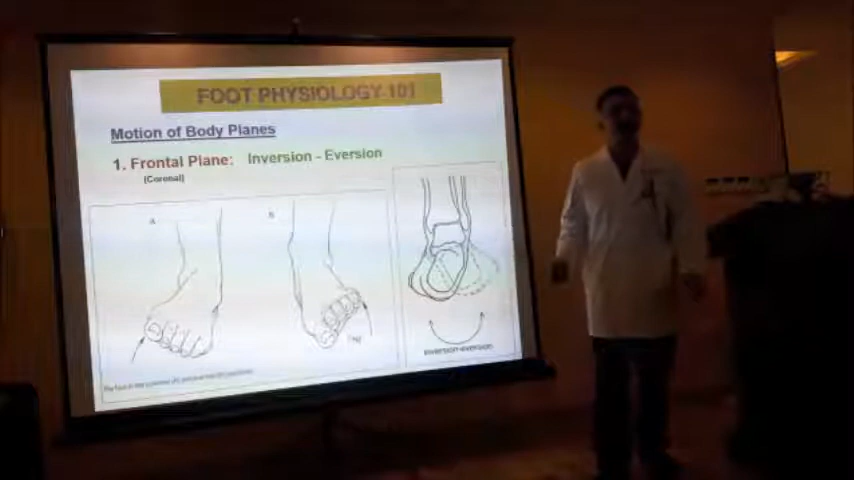 FOOT PHYSIOLOGY 101
Motion of Body Planes
1. Frontal Plane: Inversion - Eversion
(Coronal)
A
B
INVERSION-EVERSION